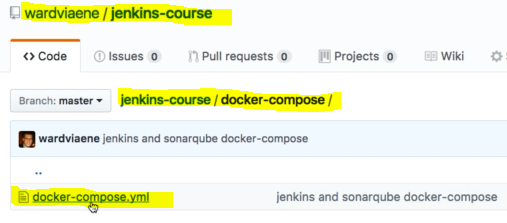 wardviaene / jenkins-course
Code Issues 0 Pull requests 0 Projects 0 Wiki
Branch: master jenkins-course / docker-compose /
wardviaene jenkins and sonarqube docker-compose
..
docker-compose.yml jenkins and sonarqube docker-compose